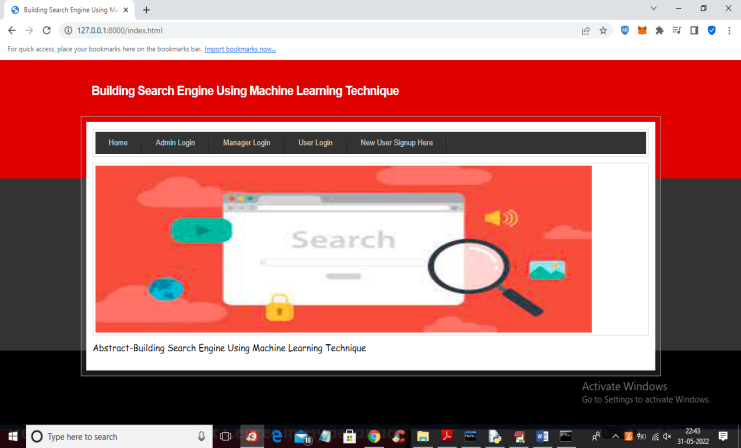 Building Search Engine Using Ma
127.0.0.1:8000/index.html
For quick access, place your bookmarks here on the bookmarks bar. Import bookmarks now...
Building Search Engine Using Machine Learning Technique
Home Admin Login Manager Login User Login New User Signup Here
Search
Abstract-Building Search Engine Using Machine Learning Technique
Activate Windows
Go to Settings to activate Windows.
Type here to search
18
22:43
31-05-2022